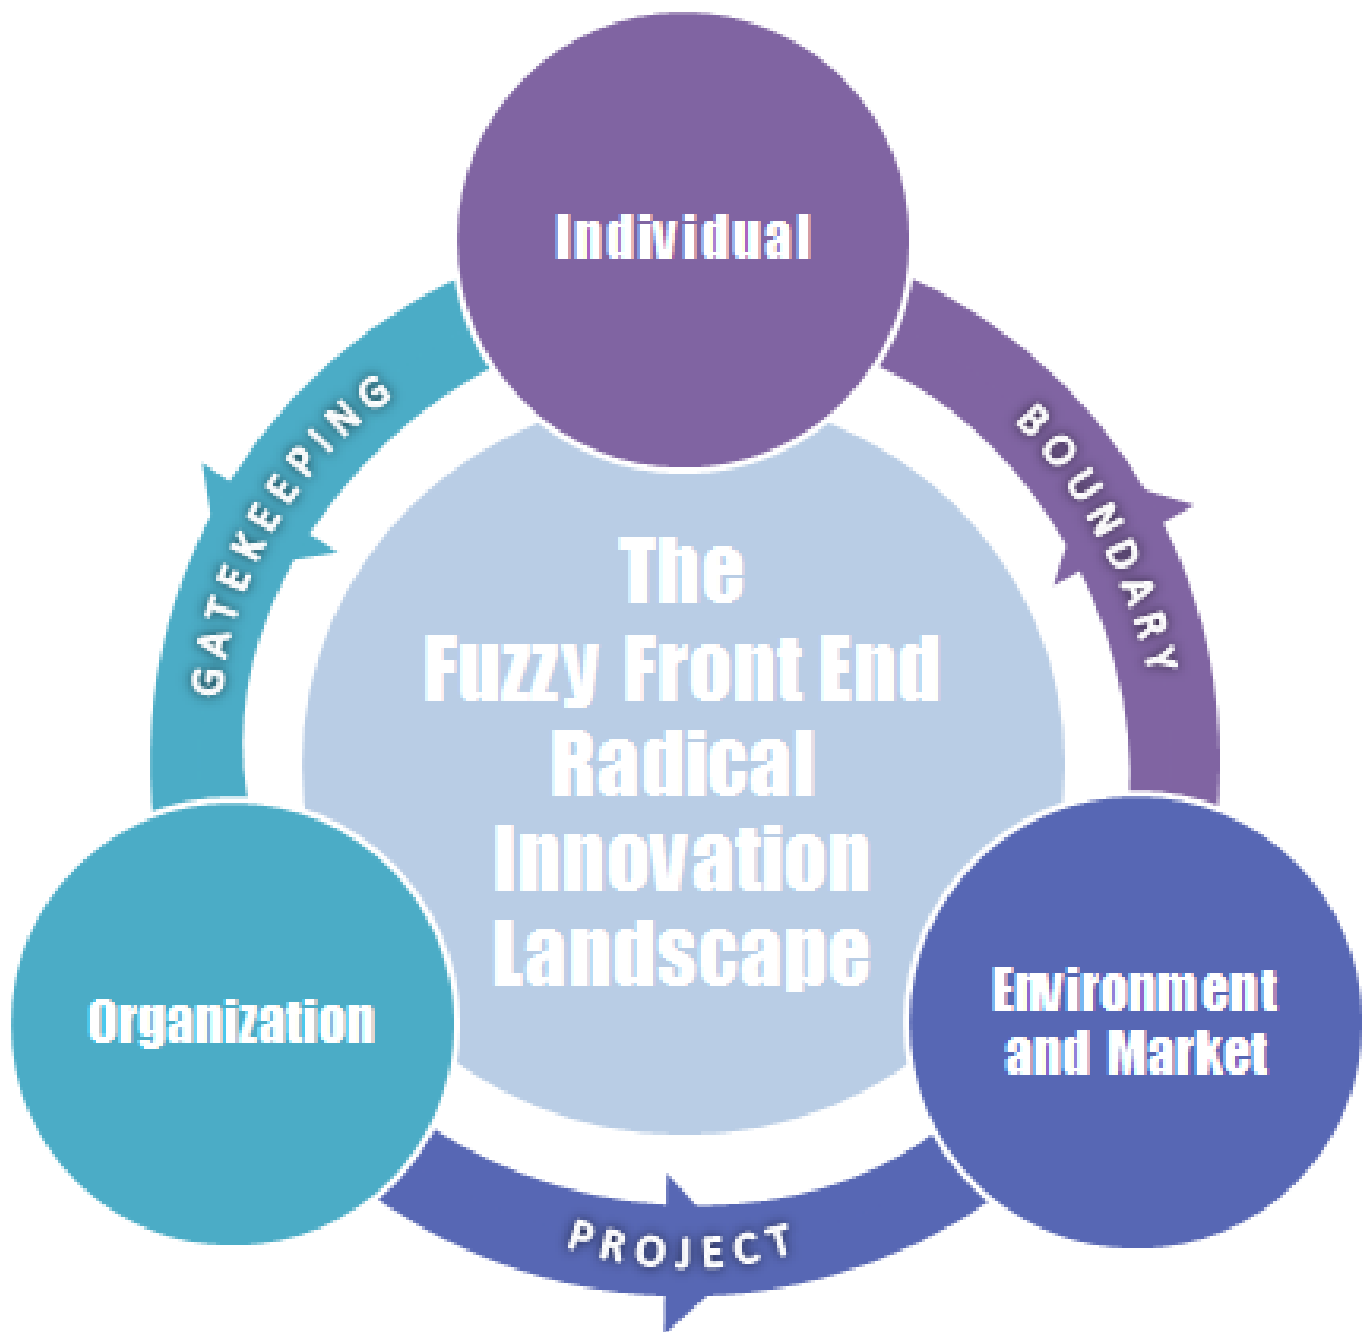 Individual
GATEKEEPING
BOUNDARY
The
Fuzzy Front End
Radical
Innovation
Landscape
Organization
Environment
and Market
PROJECT